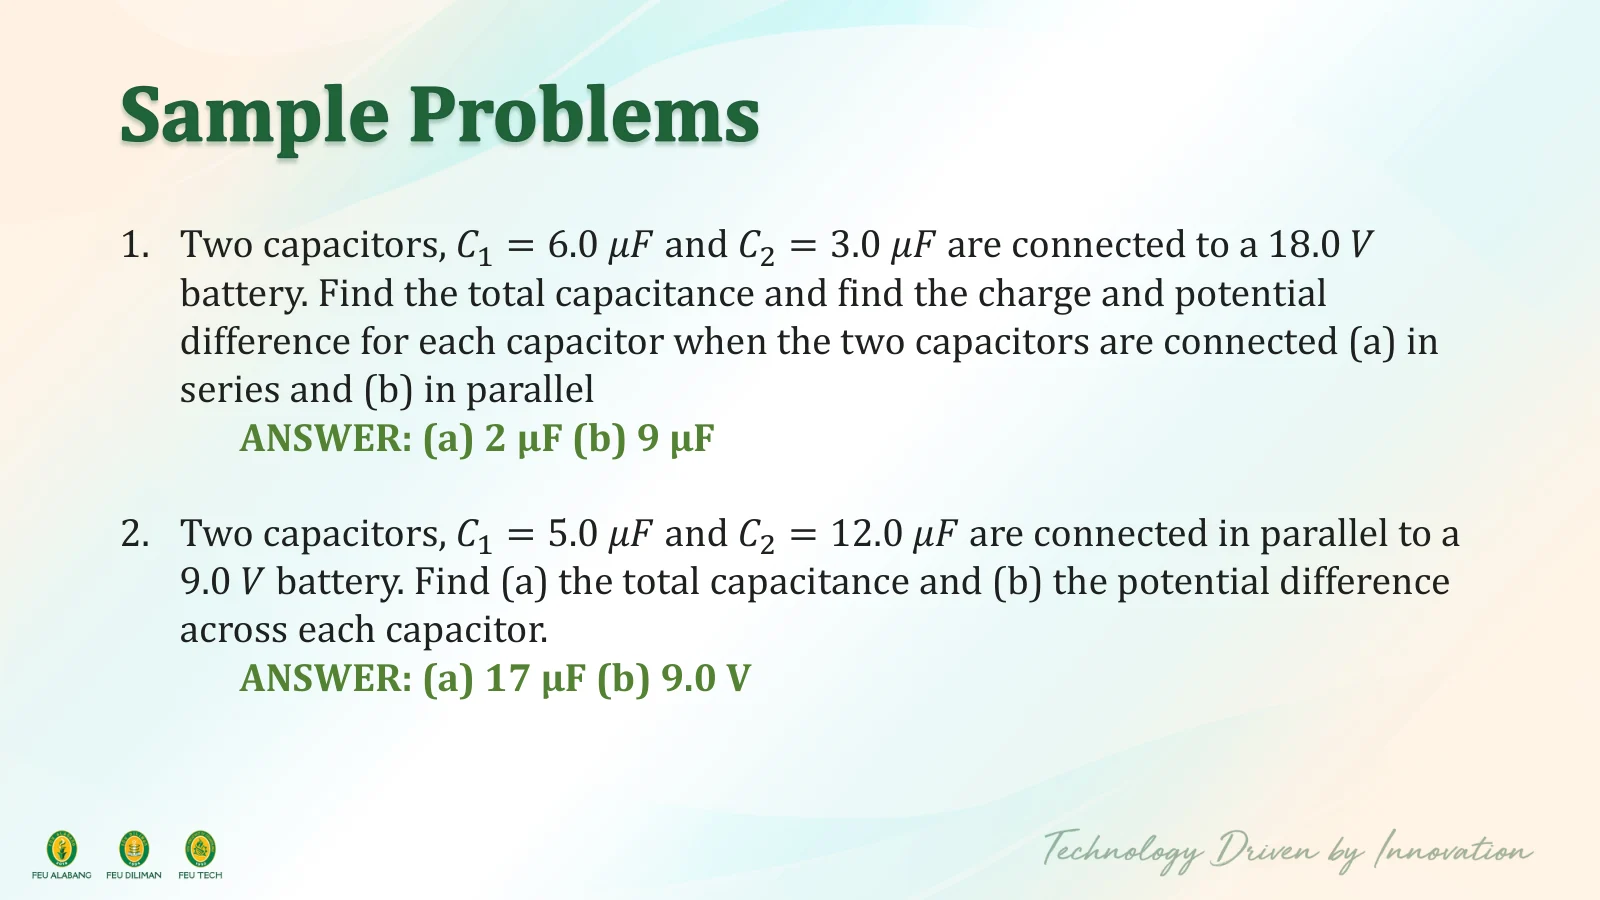 Sample Problems
1. Two capacitors, C₁ = 6.0 μF and C₂ = 3.0 μF are connected to a 18.0 V
battery. Find the total capacitance and find the charge and potential
difference for each capacitor when the two capacitors are connected (a) in
series and (b) in parallel
ANSWER: (a) 2 μF (b) 9 μF
2. Two capacitors, C₁ = 5.0 μF and C₂ = 12.0 μF are connected in parallel to a
9.0 V battery. Find (a) the total capacitance and (b) the potential difference
across each capacitor.
ANSWER: (a) 17 μF (b) 9.0 V
FEU ALABANG FEU DILIMAN FEU TECH
Technology Driven by Innovation